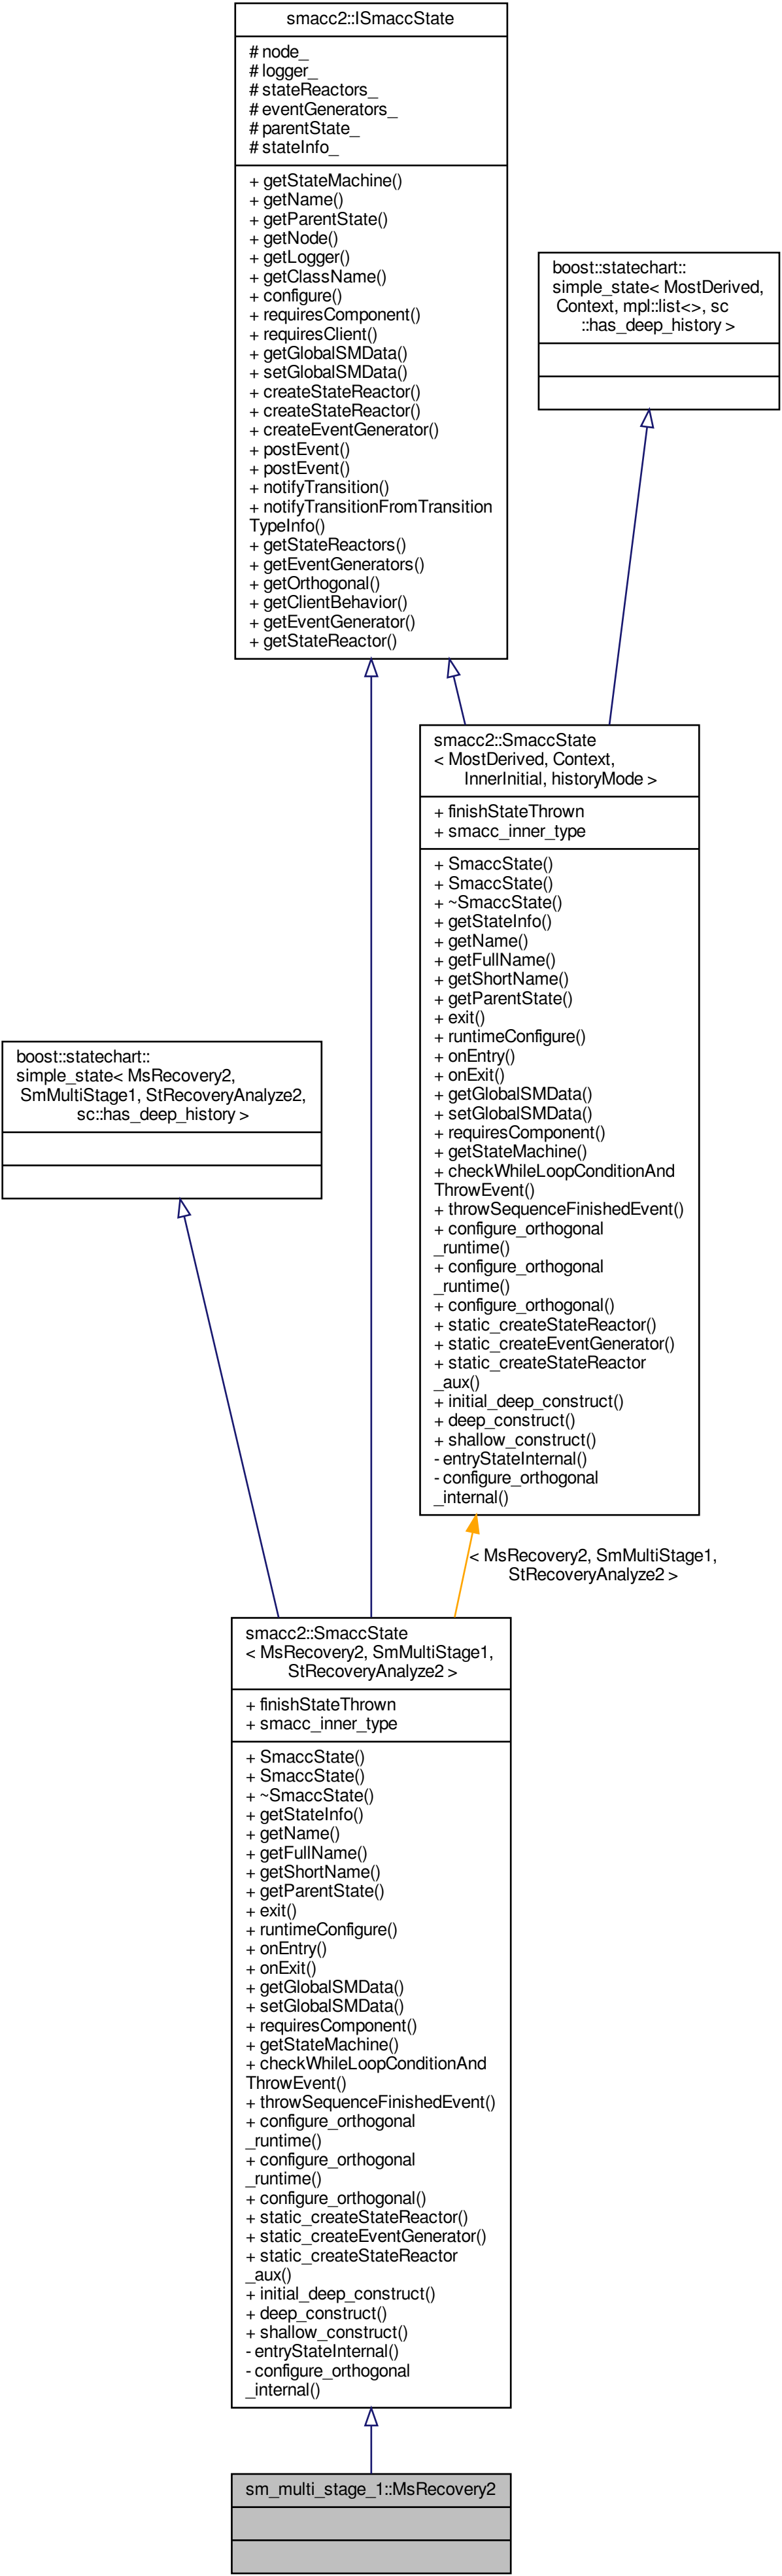 smacc2::ISmaccState
# node_
# logger_
# stateReactors_
# eventGenerators_
# parentState_
# stateInfo_
+ getStateMachine()
+ getName()
+ getParentState()
+ getNode()
+ getLogger()
+ getClassName()
+ configure()
+ requiresComponent()
+ requiresClient()
+ getGlobalSMData()
+ setGlobalSMData()
+ createStateReactor()
+ createStateReactor()
+ createEventGenerator()
+ postEvent()
+ postEvent()
+ notifyTransition()
+ notifyTransitionFromTransition
TypeInfo()
+ getStateReactors()
+ getEventGenerators()
+ getOrthogonal()
+ getClientBehavior()
+ getEventGenerator()
+ getStateReactor()
boost::statechart::
simple_state< MostDerived,
Context, mpl::list<>, sc
::has_deep_history >
smacc2::SmaccState
< MostDerived, Context,
InnerInitial, historyMode >
+ finishStateThrown
+ smacc_inner_type
+ SmaccState()
+ SmaccState()
+ ~SmaccState()
+ getStateInfo()
+ getName()
+ getFullName()
+ getShortName()
+ getParentState()
+ exit()
+ runtimeConfigure()
+ onEntry()
+ onExit()
+ getGlobalSMData()
+ setGlobalSMData()
+ requiresComponent()
+ getStateMachine()
+ checkWhileLoopConditionAnd
ThrowEvent()
+ throwSequenceFinishedEvent()
+ configure_orthogonal
_runtime()
+ configure_orthogonal
_runtime()
+ configure_orthogonal()
+ static_createStateReactor()
+ static_createEventGenerator()
+ static_createStateReactor
_aux()
+ initial_deep_construct()
+ deep_construct()
+ shallow_construct()
- entryStateInternal()
- configure_orthogonal
_internal()
boost::statechart::
simple_state< MsRecovery2,
SmMultiStage1, StRecoveryAnalyze2,
sc::has_deep_history >
< MsRecovery2, SmMultiStage1,
StRecoveryAnalyze2 >
smacc2::SmaccState
< MsRecovery2, SmMultiStage1,
StRecoveryAnalyze2 >
+ finishStateThrown
+ smacc_inner_type
+ SmaccState()
+ SmaccState()
+ ~SmaccState()
+ getStateInfo()
+ getName()
+ getFullName()
+ getShortName()
+ getParentState()
+ exit()
+ runtimeConfigure()
+ onEntry()
+ onExit()
+ getGlobalSMData()
+ setGlobalSMData()
+ requiresComponent()
+ getStateMachine()
+ checkWhileLoopConditionAnd
ThrowEvent()
+ throwSequenceFinishedEvent()
+ configure_orthogonal
_runtime()
+ configure_orthogonal
_runtime()
+ configure_orthogonal()
+ static_createStateReactor()
+ static_createEventGenerator()
+ static_createStateReactor
_aux()
+ initial_deep_construct()
+ deep_construct()
+ shallow_construct()
- entryStateInternal()
- configure_orthogonal
_internal()
sm_multi_stage_1::MsRecovery2